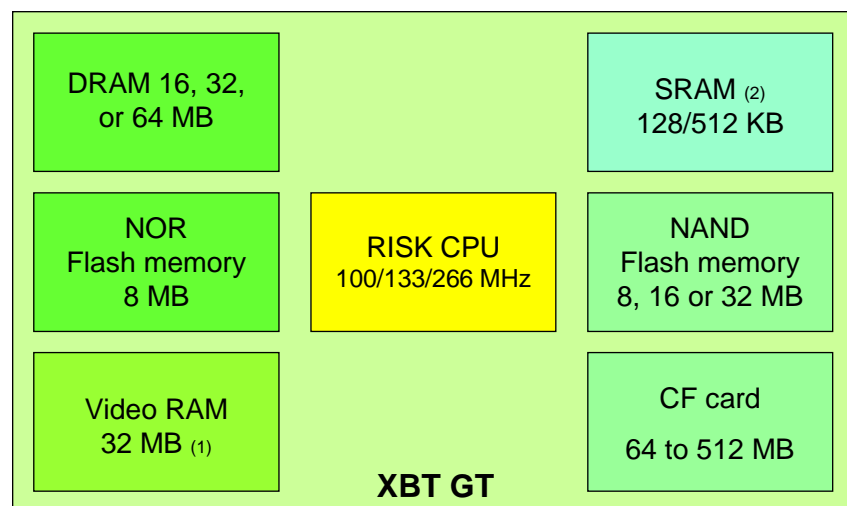 DRAM 16, 32,
or 64 MB
SRAM (2)
128/512 KB
NOR
Flash memory
8 MB
RISK CPU
100/133/266 MHz
NAND
Flash memory
8, 16 or 32 MB
Video RAM
32 MB (1)
CF card
64 to 512 MB
XBT GT